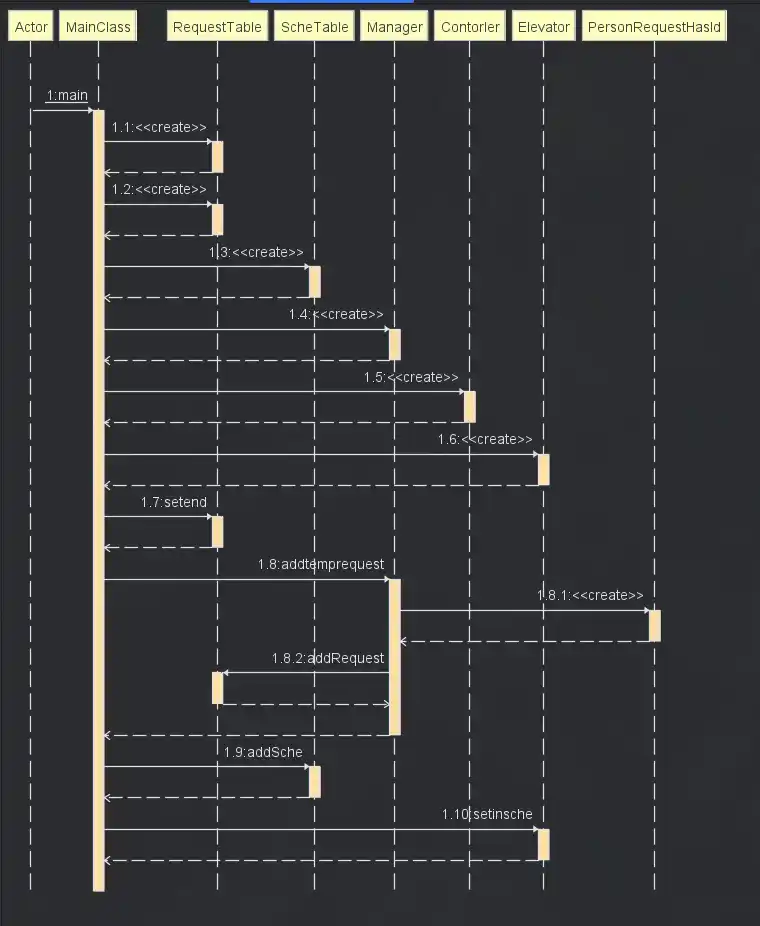 Actor MainClass RequestTable ScheTable Manager Contorler Elevator PersonRequestHasId
1:main
1.1:<<create>>
1.2:<<create>>
1.3:<<create>>
1.4:<<create>>
1.5:<<create>>
1.6:<<create>>
1.7:setend
1.8:addtemprequest
1.8.1:<<create>>
1.8.2:addRequest
1.9:addSche
1.10:setinsche